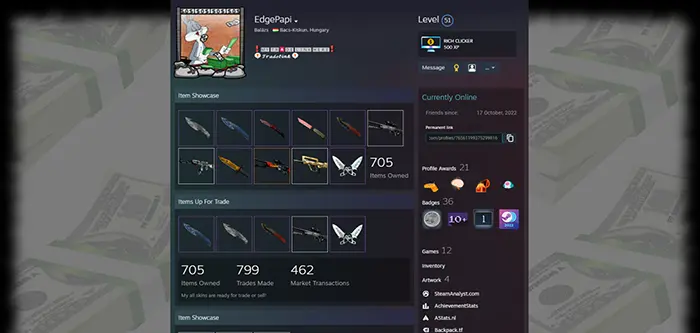 EdgePapi
Balázs Bacs-Kiskun, Hungary
Tradelink
Level 51
RICH CLICKER
500 XP
Message
Item Showcase
705
Items Owned
Items Up For Trade
705
Items Owned
799
Trades Made
462
Market Transactions
My all skins are ready for trade or sell!
Item Showcase
Currently Online
Friends since: 17 October, 2022
Permanent link
Profile Awards 21
Badges 36
10+
1
Games 12
Inventory
Artwork 4
SteamAnalyst.com
AchievementStats
AStats.nl
Backpack.tf